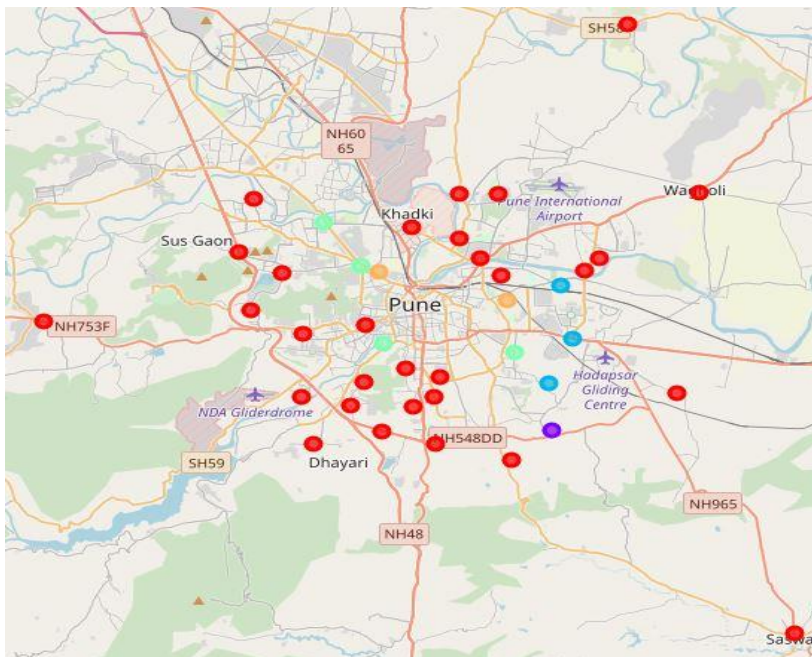 SH58
NH60
65
Pune International
Airport
Khadki
Sus Gaon
Pune
NH753F
Hadapsar
Gliding
Centre
NDA Gliderdrome
NH548DD
Dhayari
SH59
NH965
NH48